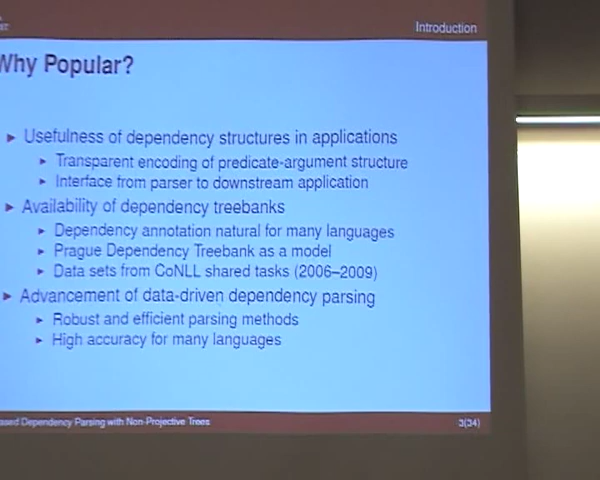 Introduction
Why Popular?
Usefulness of dependency structures in applications
Transparent encoding of predicate-argument structure
Interface from parser to downstream application
Availability of dependency treebanks
Dependency annotation natural for many languages
Prague Dependency Treebank as a model
Data sets from CoNLL shared tasks (2006–2009)
Advancement of data-driven dependency parsing
Robust and efficient parsing methods
High accuracy for many languages
Dependency Parsing with Non-Projective Trees
3(34)